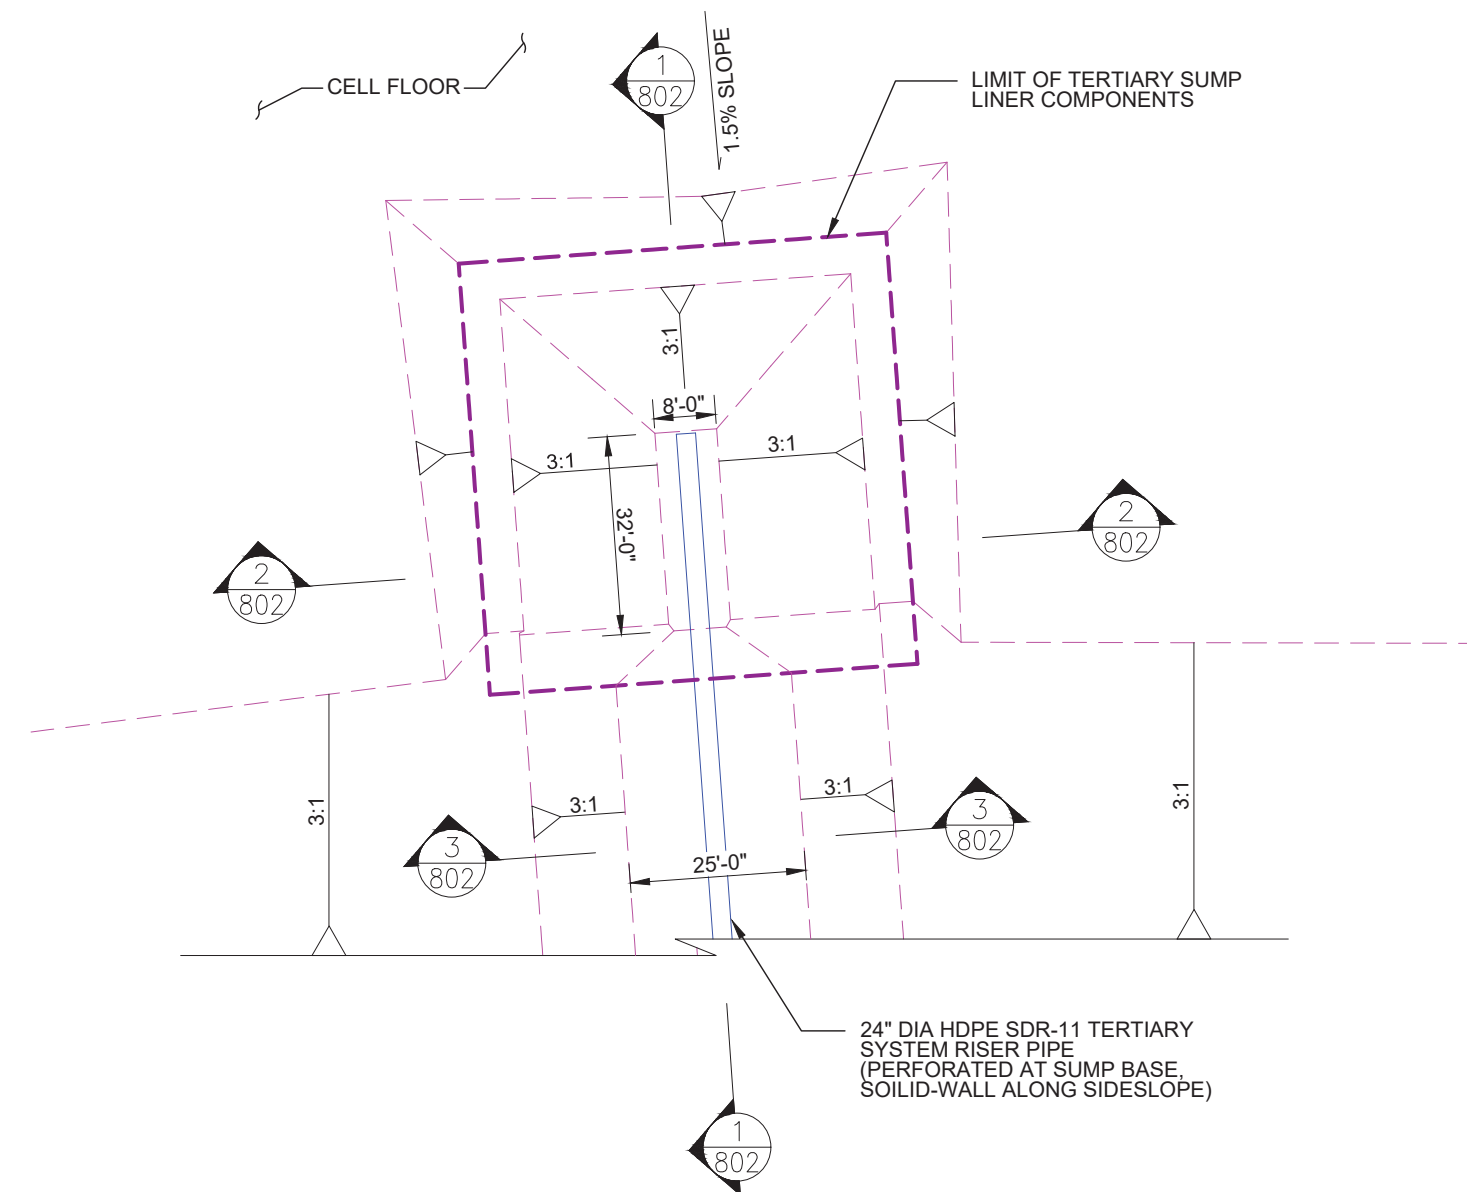 1
802
1.5% SLOPE
CELL FLOOR
LIMIT OF TERTIARY SUMP
LINER COMPONENTS
3:1
8'-0"
3:1
3:1
32'-0"
2
802
2
802
3:1
3:1
3:1
3:1
3
802
3
802
25'-0"
24" DIA HDPE SDR-11 TERTIARY
SYSTEM RISER PIPE
(PERFORATED AT SUMP BASE,
SOILID-WALL ALONG SIDESLOPE)
1
802